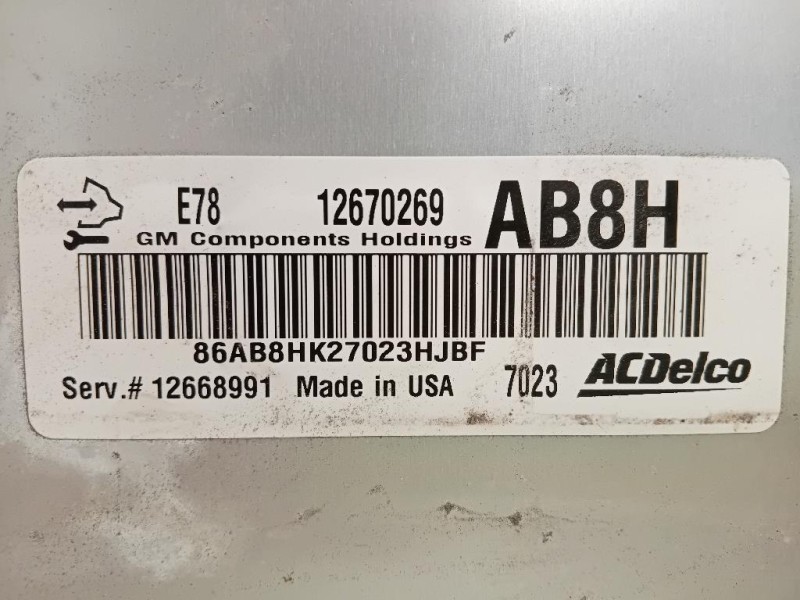 E78 12670269 AB8H
GM Components Holdings
86AB8HK27023HJBF
Serv.# 12668991 Made in USA 7023 ACDelco